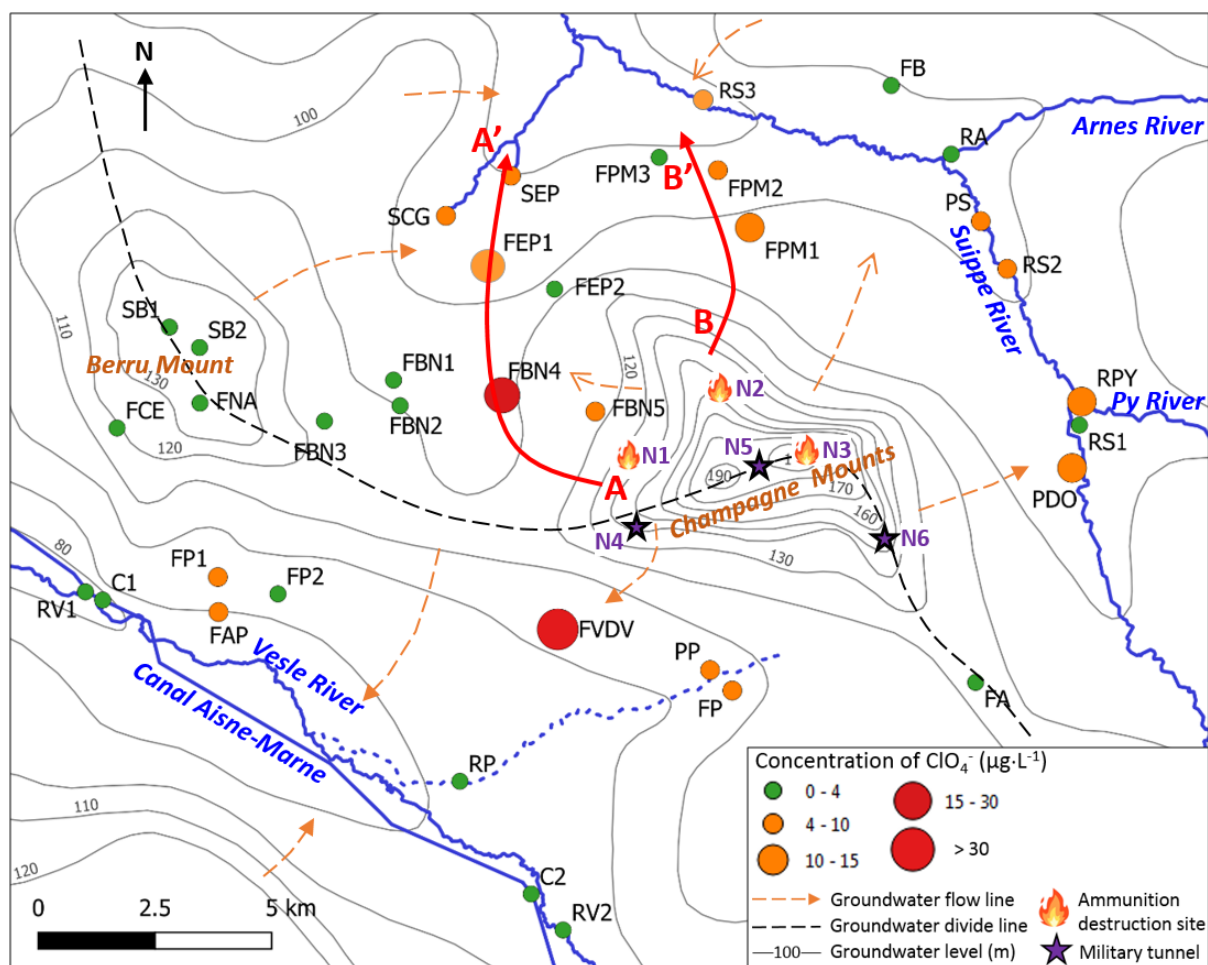 N
100
RS3
FB
RA
Arnes River
A'
SEP
FPM3
B'
FPM2
SCG
FPM1
PS
Suippe River
RS2
FEP1
FEP2
110
SB1
SB2
Berru Mount
130
FNA
FCE
120
FBN1
FBN2
FBN3
FBN4
FBN5
120
B
N2
RPY
Py River
RS1
N1
N5
N3
190
1
A
Champagne Mounts
170
160
PDO
N4
N6
130
80
FP1
FP2
C1
RV1
FAP
Vesle River
Canal Aisne-Marne
FVDV
PP
FP
FA
RP
110
120
C2
RV2
0 2.5 5 km
Concentration of ClO₄⁻ (µg·L⁻¹)
0 - 4
4 - 10
10 - 15
15 - 30
> 30
Groundwater flow line
Groundwater divide line
—100— Groundwater level (m)
Ammunition
destruction site
Military tunnel